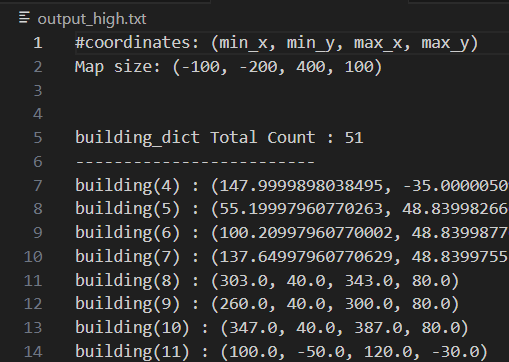 output_high.txt
1 #coordinates: (min_x, min_y, max_x, max_y)
2 Map size: (-100, -200, 400, 100)
3
4
5 building_dict Total Count : 51
6 -------------------------
7 building(4) : (147.9999898038495, -35.0000050
8 building(5) : (55.19997960770263, 48.83998266
9 building(6) : (100.20997960770002, 48.8399877
10 building(7) : (137.64997960770629, 48.8399755
11 building(8) : (303.0, 40.0, 343.0, 80.0)
12 building(9) : (260.0, 40.0, 300.0, 80.0)
13 building(10) : (347.0, 40.0, 387.0, 80.0)
14 building(11) : (100.0, -50.0, 120.0, -30.0)